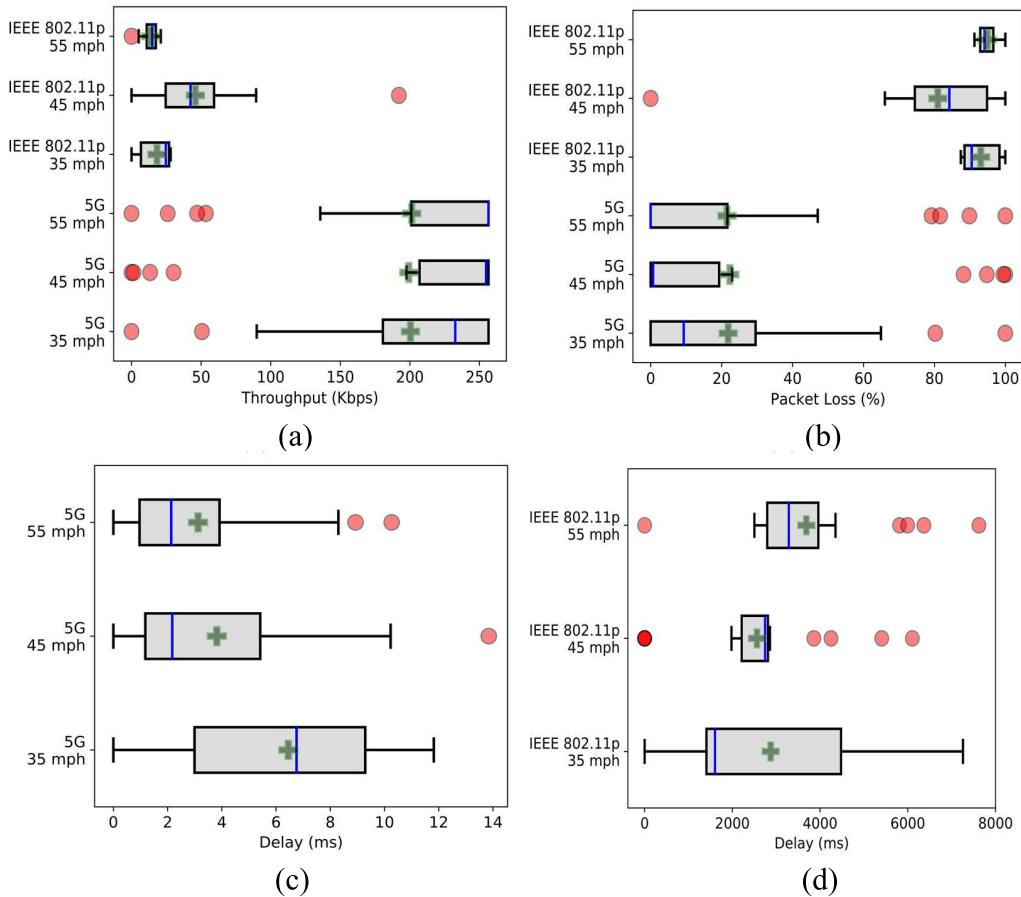 IEEE 802.11p
55 mph
IEEE 802.11p
45 mph
IEEE 802.11p
35 mph
5G
55 mph
5G
45 mph
5G
35 mph
0 50 100 150 200 250
Throughput (Kbps)
(a)
IEEE 802.11p
55 mph
IEEE 802.11p
45 mph
IEEE 802.11p
35 mph
5G
55 mph
5G
45 mph
5G
35 mph
0 20 40 60 80 100
Packet Loss (%)
(b)
5G
55 mph
5G
45 mph
5G
35 mph
0 2 4 6 8 10 12 14
Delay (ms)
(c)
IEEE 802.11p
55 mph
IEEE 802.11p
45 mph
IEEE 802.11p
35 mph
0 2000 4000 6000 8000
Delay (ms)
(d)